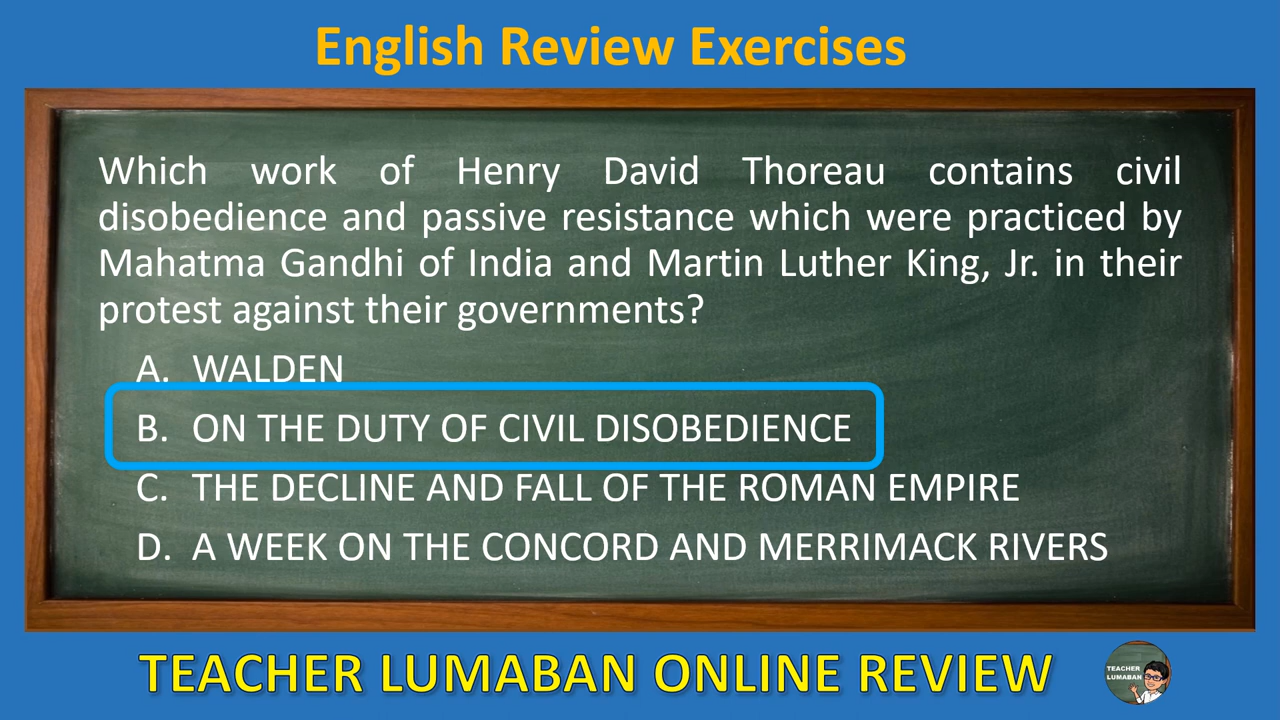 English Review Exercises
Which work of Henry David Thoreau contains civil
disobedience and passive resistance which were practiced by
Mahatma Gandhi of India and Martin Luther King, Jr. in their
protest against their governments?
A. WALDEN
B. ON THE DUTY OF CIVIL DISOBEDIENCE
C. THE DECLINE AND FALL OF THE ROMAN EMPIRE
D. A WEEK ON THE CONCORD AND MERRIMACK RIVERS
TEACHER LUMABAN ONLINE REVIEW
TEACHER
LUMABAN